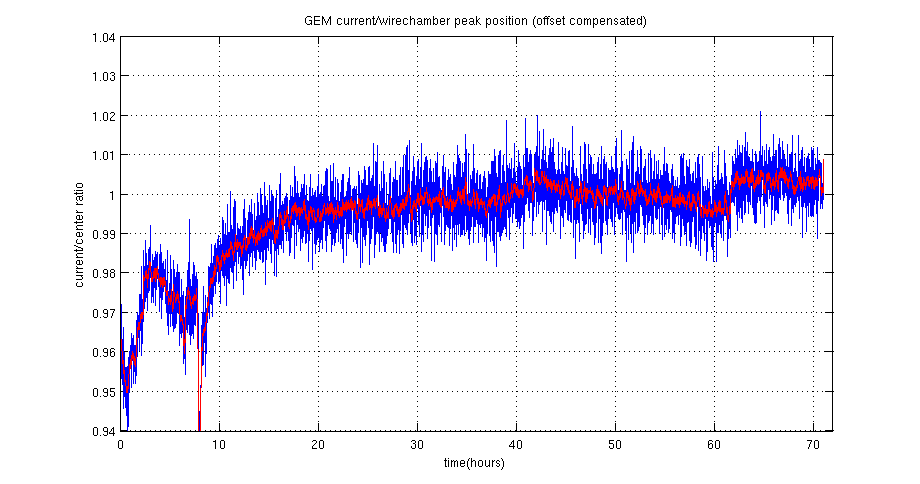 GEM current/wirechamber peak position (offset compensated)
1.04
1.03
1.02
1.01
1
0.99
0.98
0.97
0.96
0.95
0.94
current/center ratio
0 10 20 30 40 50 60 70
time(hours)